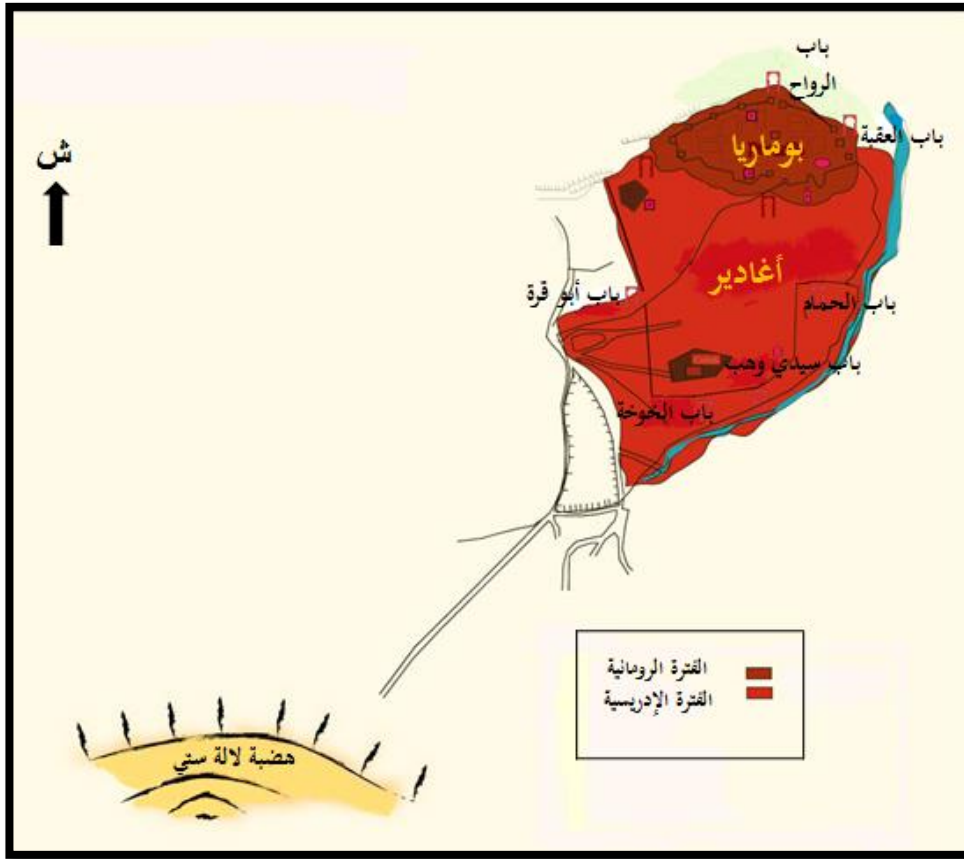 باب
الرواح
باب العقبة
بوماريا
ش
أغادير
باب أبو قرة
باب الحمام
باب سيدي وهب
باب الخوخة
الفترة الرومانية
الفترة الإدريسية
هضبة لالة ستي